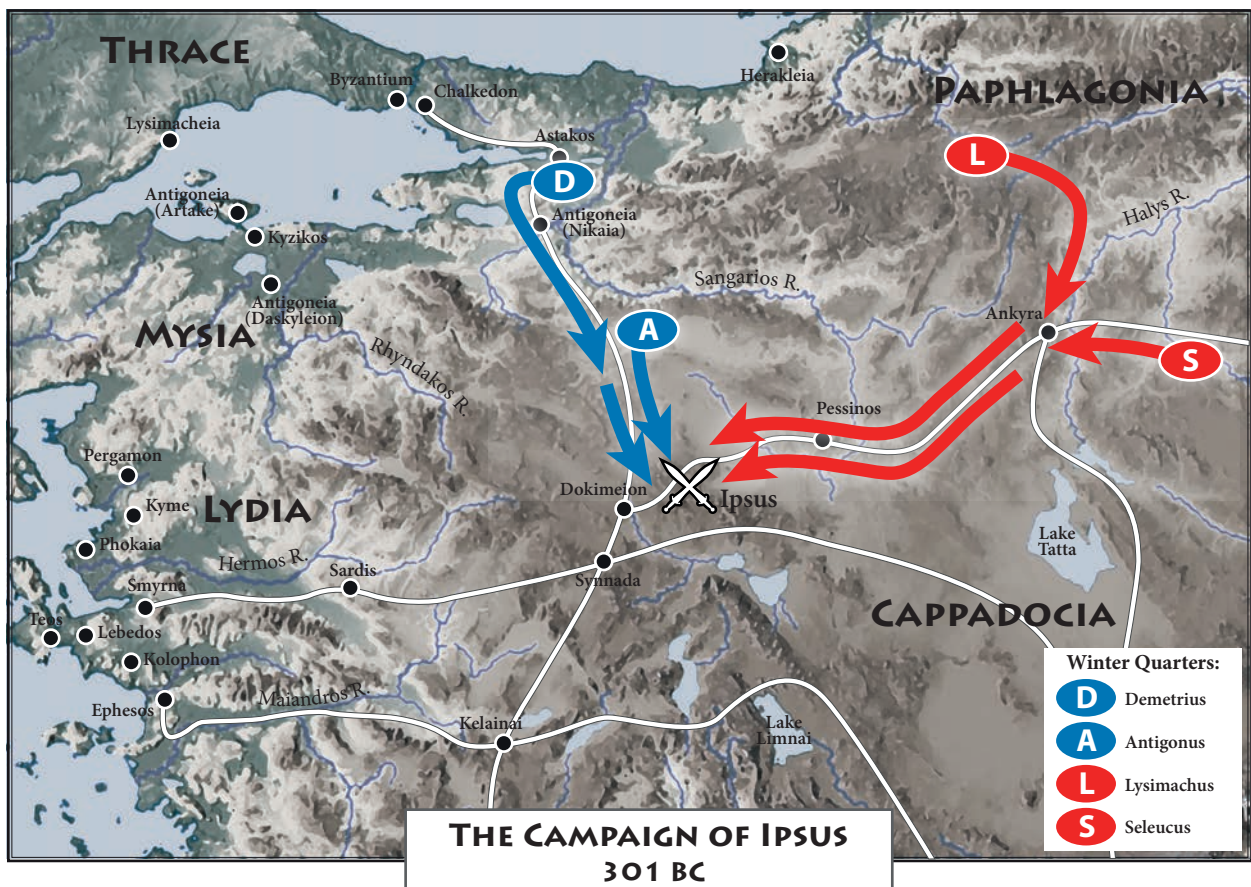 THRACE
Byzantium
Chalkedon
Herakleia
PAPHLAGONIA
Lysimacheia
Astakos
L
D
Antigoneia
(Artake)
Antigoneia
(Nikaia)
Halys R.
Kyzikos
Sangarios R.
Antigoneia
(Daskyleion)
Ankyra
MYSIA
A
S
Rhyndakos R.
Pessinos
Pergamon
Dokimeion
Ipsus
Kyme
LYDIA
Phokaia
Hermos R.
Lake
Tatta
Sardis
Synnada
Smyrna
CAPPADOCIA
Teos
Lebedos
Kolophon
Maiandros R.
Ephesos
Kelainai
Lake
Limnai
Winter Quarters:
D Demetrius
A Antigonus
L Lysimachus
S Seleucus
THE CAMPAIGN OF IPSUS
301 BC